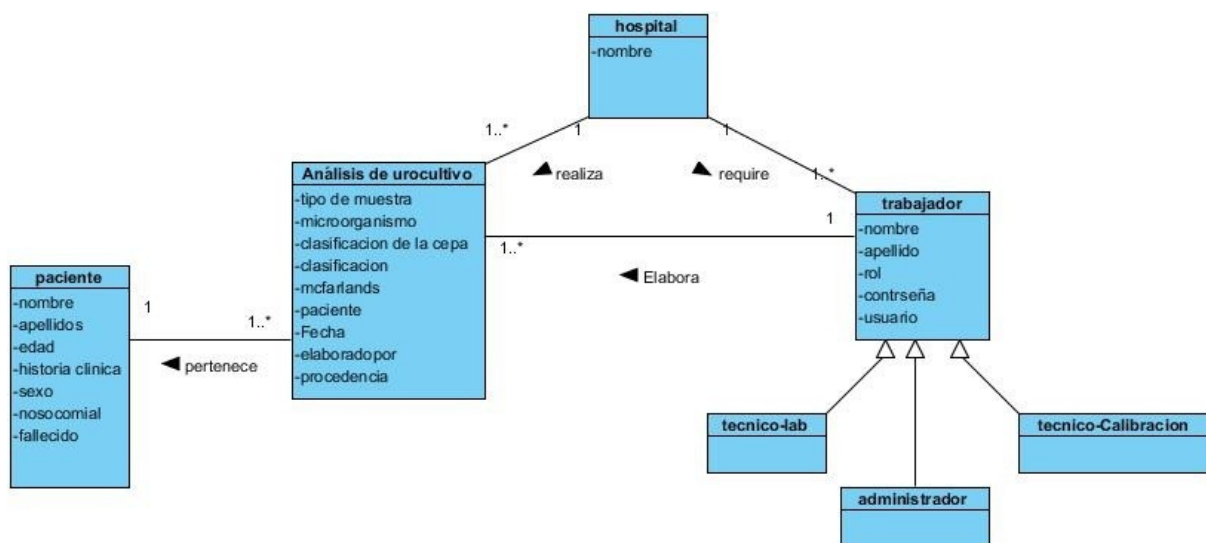 hospital
-nombre
1..*
1
1
1..*
realiza
require
Análisis de urocultivo
-tipo de muestra
-microorganismo
-clasificacion de la cepa
-clasificacion
-mcfarlands
-paciente
-Fecha
-elaboradopor
-procedencia
trabajador
-nombre
-apellido
-rol
-contrseña
-usuario
1
1..*
Elabora
paciente
-nombre
-apellidos
-edad
-historia clinica
-sexo
-nosocomial
-fallecido
1
1..*
pertenece
tecnico-lab
tecnico-Calibracion
administrador